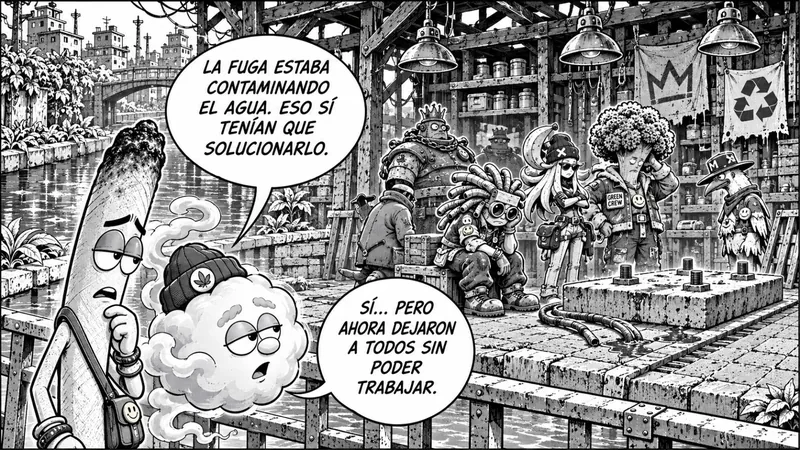 LA FUGA ESTABA
CONTAMINANDO
EL AGUA. ESO SÍ
TENÍAN QUE
SOLUCIONARLO.
SÍ... PERO
AHORA DEJARON
A TODOS SIN
PODER
TRABAJAR.
GREEN
CREW